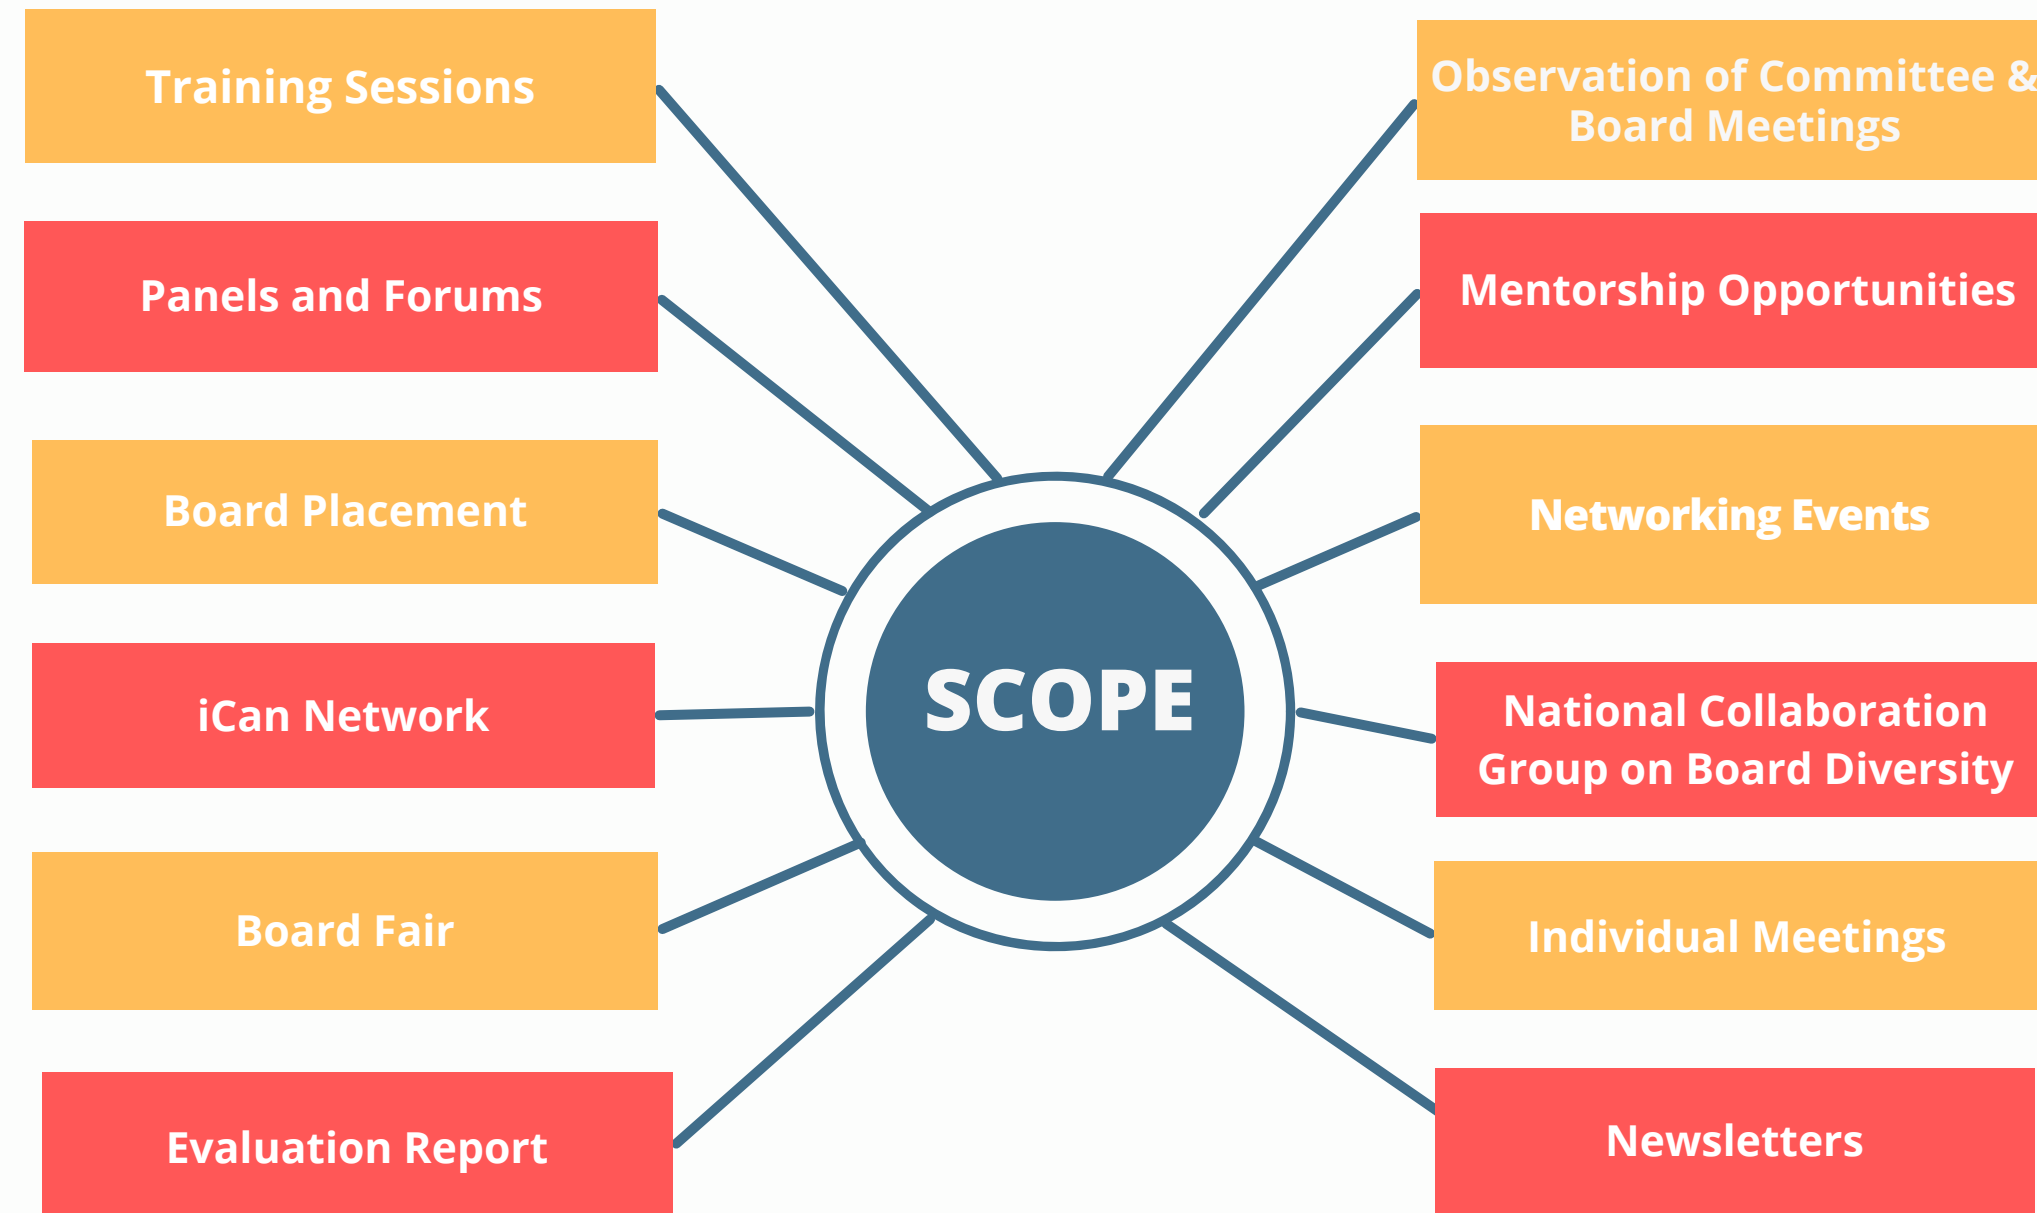 Training Sessions
Panels and Forums
Board Placement
iCan Network
Board Fair
Evaluation Report
SCOPE
Observation of Committee &
Board Meetings
Mentorship Opportunities
Networking Events
National Collaboration
Group on Board Diversity
Individual Meetings
Newsletters